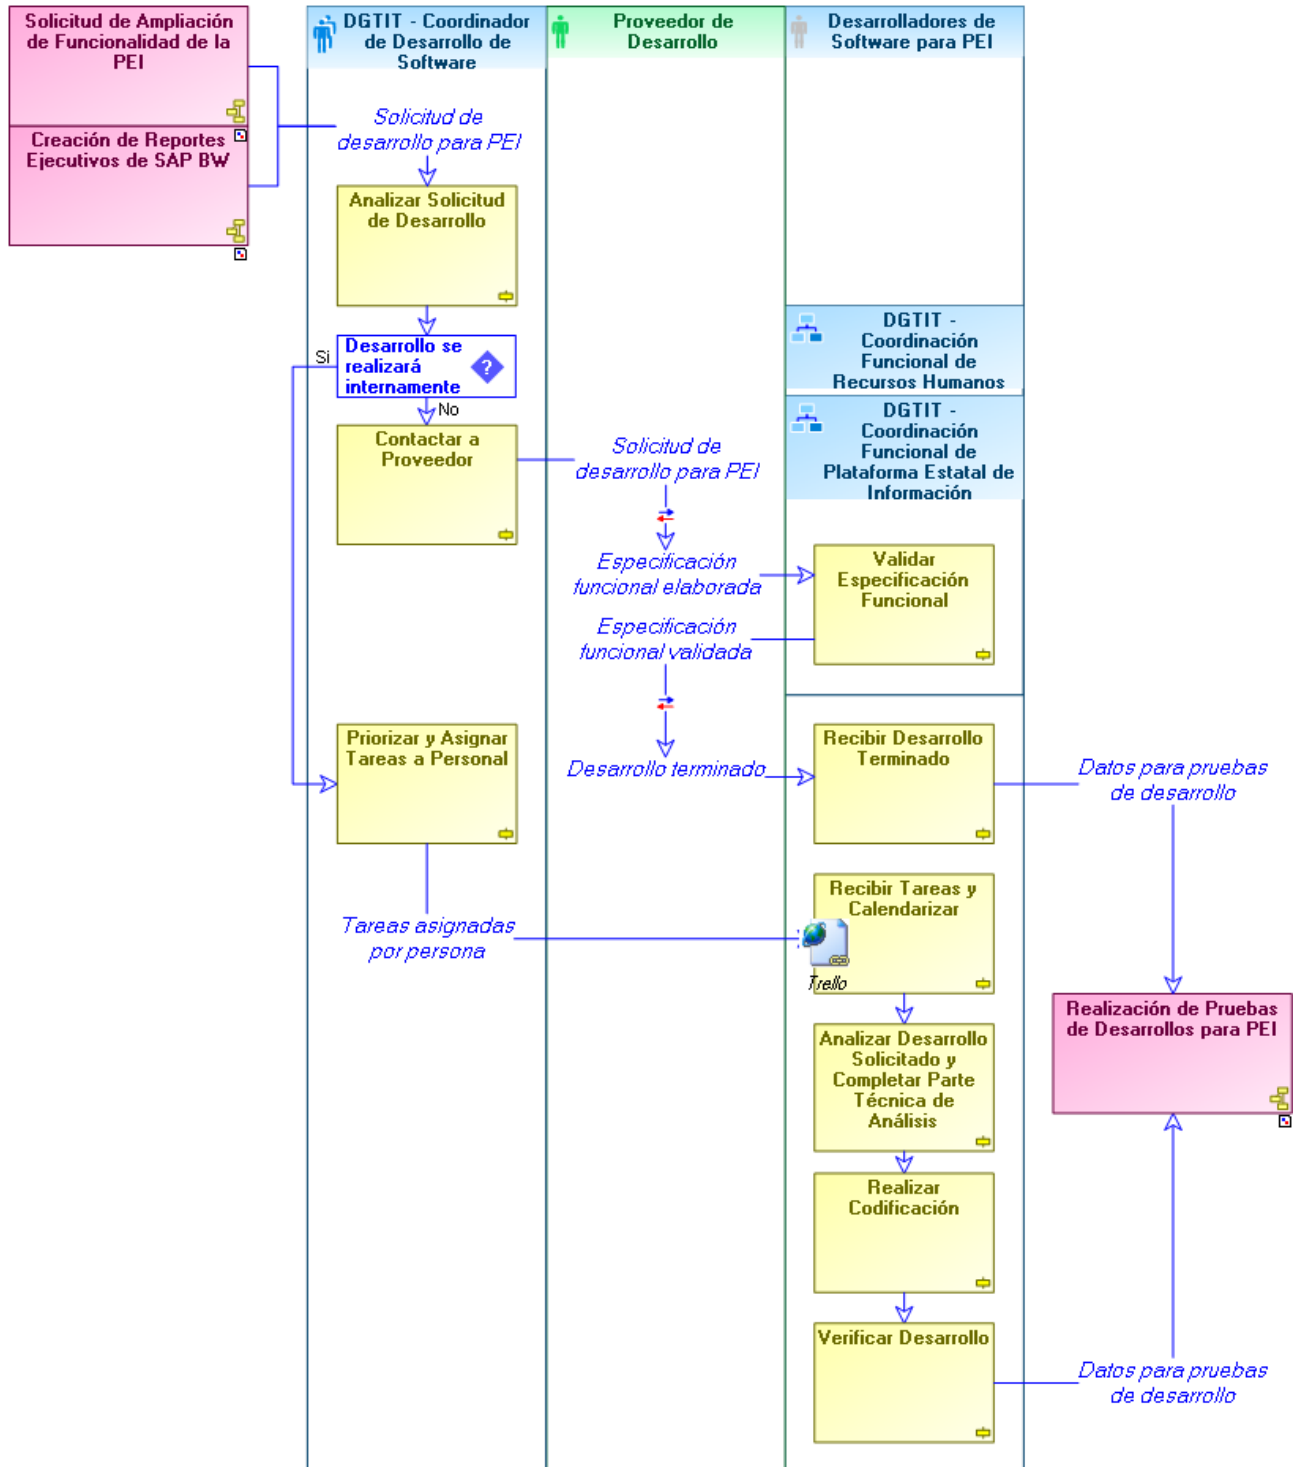 Solicitud de Ampliación
de Funcionalidad de la
PEI
Creación de Reportes
Ejecutivos de SAP BW
DGTIT - Coordinador
de Desarrollo de
Software
Proveedor de
Desarrollo
Desarrolladores de
Software para PEI
Solicitud de
desarrollo para PEI
Analizar Solicitud
de Desarrollo
Si
Desarrollo se
realizará
internamente
?
No
DGTIT -
Coordinación
Funcional de
Recursos Humanos
DGTIT -
Coordinación
Funcional de
Plataforma Estatal de
Información
Contactar a
Proveedor
Solicitud de
desarrollo para PEI
Especificación
funcional elaborada
Validar
Especificación
Funcional
Especificación
funcional validada
Priorizar y Asignar
Tareas a Personal
Desarrollo terminado
Recibir Desarrollo
Terminado
Datos para pruebas
de desarrollo
Tareas asignadas
por persona
Recibir Tareas y
Calendarizar
Trello
Analizar Desarrollo
Solicitado y
Completar Parte
Técnica de
Análisis
Realización de Pruebas
de Desarrollos para PEI
Realizar
Codificación
Verificar Desarrollo
Datos para pruebas
de desarrollo